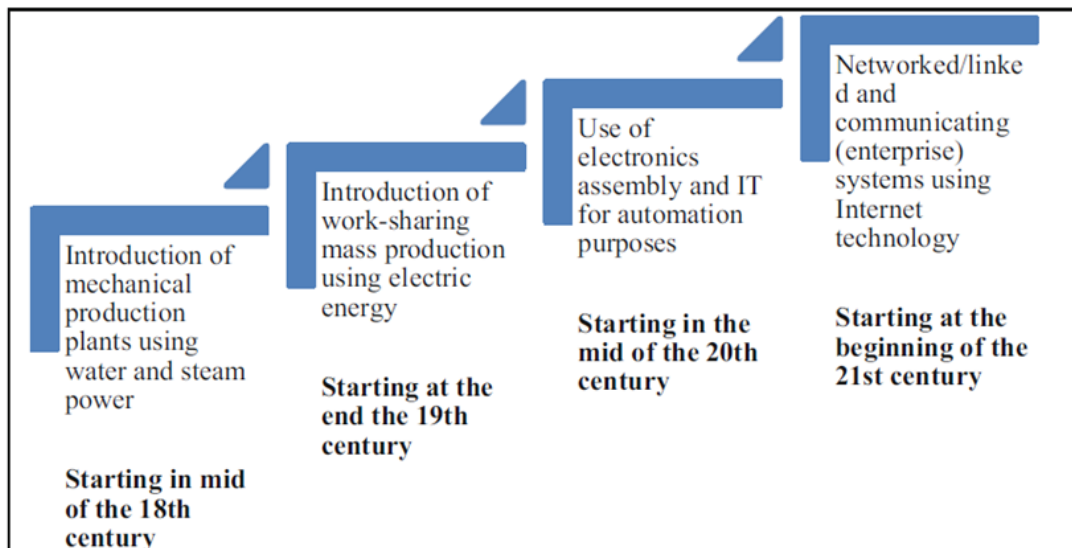 Introduction of
mechanical
production
plants using
water and steam
power
Starting in mid
of the 18th
century
Introduction of
work-sharing
mass production
using electric
energy
Starting at the
end the 19th
century
Use of
electronics
assembly and IT
for automation
purposes
Starting in the
mid of the 20th
century
Networked/linke
d and
communicating
(enterprise)
systems using
Internet
technology
Starting at the
beginning of the
21st century